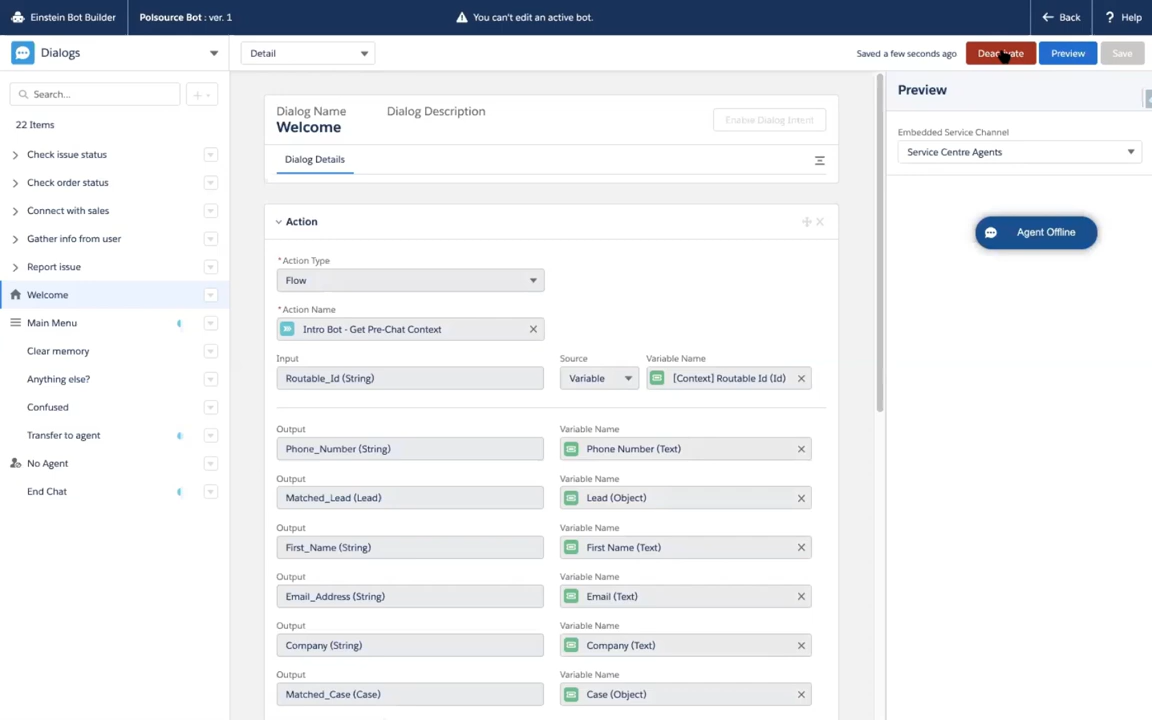 Einstein Bot Builder
Polsource Bot : ver. 1
You can't edit an active bot.
Back
Help
Dialogs
Detail
Saved a few seconds ago
Deactivate
Preview
Save
Search...
22 Items
Check issue status
Check order status
Connect with sales
Gather info from user
Report issue
Welcome
Main Menu
Clear memory
Anything else?
Confused
Transfer to agent
No Agent
End Chat
Dialog Name
Dialog Description
Welcome
Enable Dialog Intent
Dialog Details
Action
*Action Type
Flow
*Action Name
Intro Bot - Get Pre-Chat Context
Input
Source
Variable Name
Routable_Id (String)
Variable
[Context] Routable Id (Id)
Output
Variable Name
Phone_Number (String)
Phone Number (Text)
Output
Variable Name
Matched_Lead (Lead)
Lead (Object)
Output
Variable Name
First_Name (String)
First Name (Text)
Output
Variable Name
Email_Address (String)
Email (Text)
Output
Variable Name
Company (String)
Company (Text)
Output
Variable Name
Matched_Case (Case)
Case (Object)
Preview
Embedded Service Channel
Service Centre Agents
Agent Offline